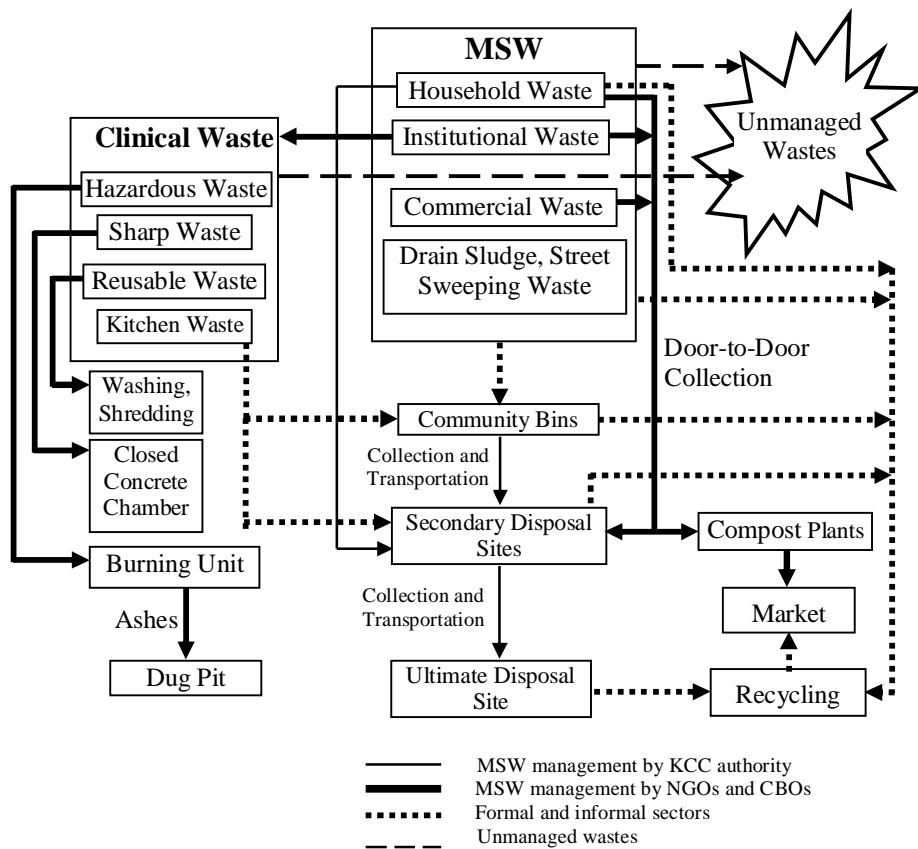 MSW
Household Waste
Institutional Waste
Commercial Waste
Drain Sludge, Street
Sweeping Waste
Unmanaged
Wastes
Clinical Waste
Hazardous Waste
Sharp Waste
Reusable Waste
Kitchen Waste
Washing,
Shredding
Closed
Concrete
Chamber
Burning Unit
Ashes
Dug Pit
Door-to-Door
Collection
Community Bins
Collection and
Transportation
Secondary Disposal
Sites
Collection and
Transportation
Ultimate Disposal
Site
Compost Plants
Market
Recycling
MSW management by KCC authority
MSW management by NGOs and CBOs
Formal and informal sectors
Unmanaged wastes